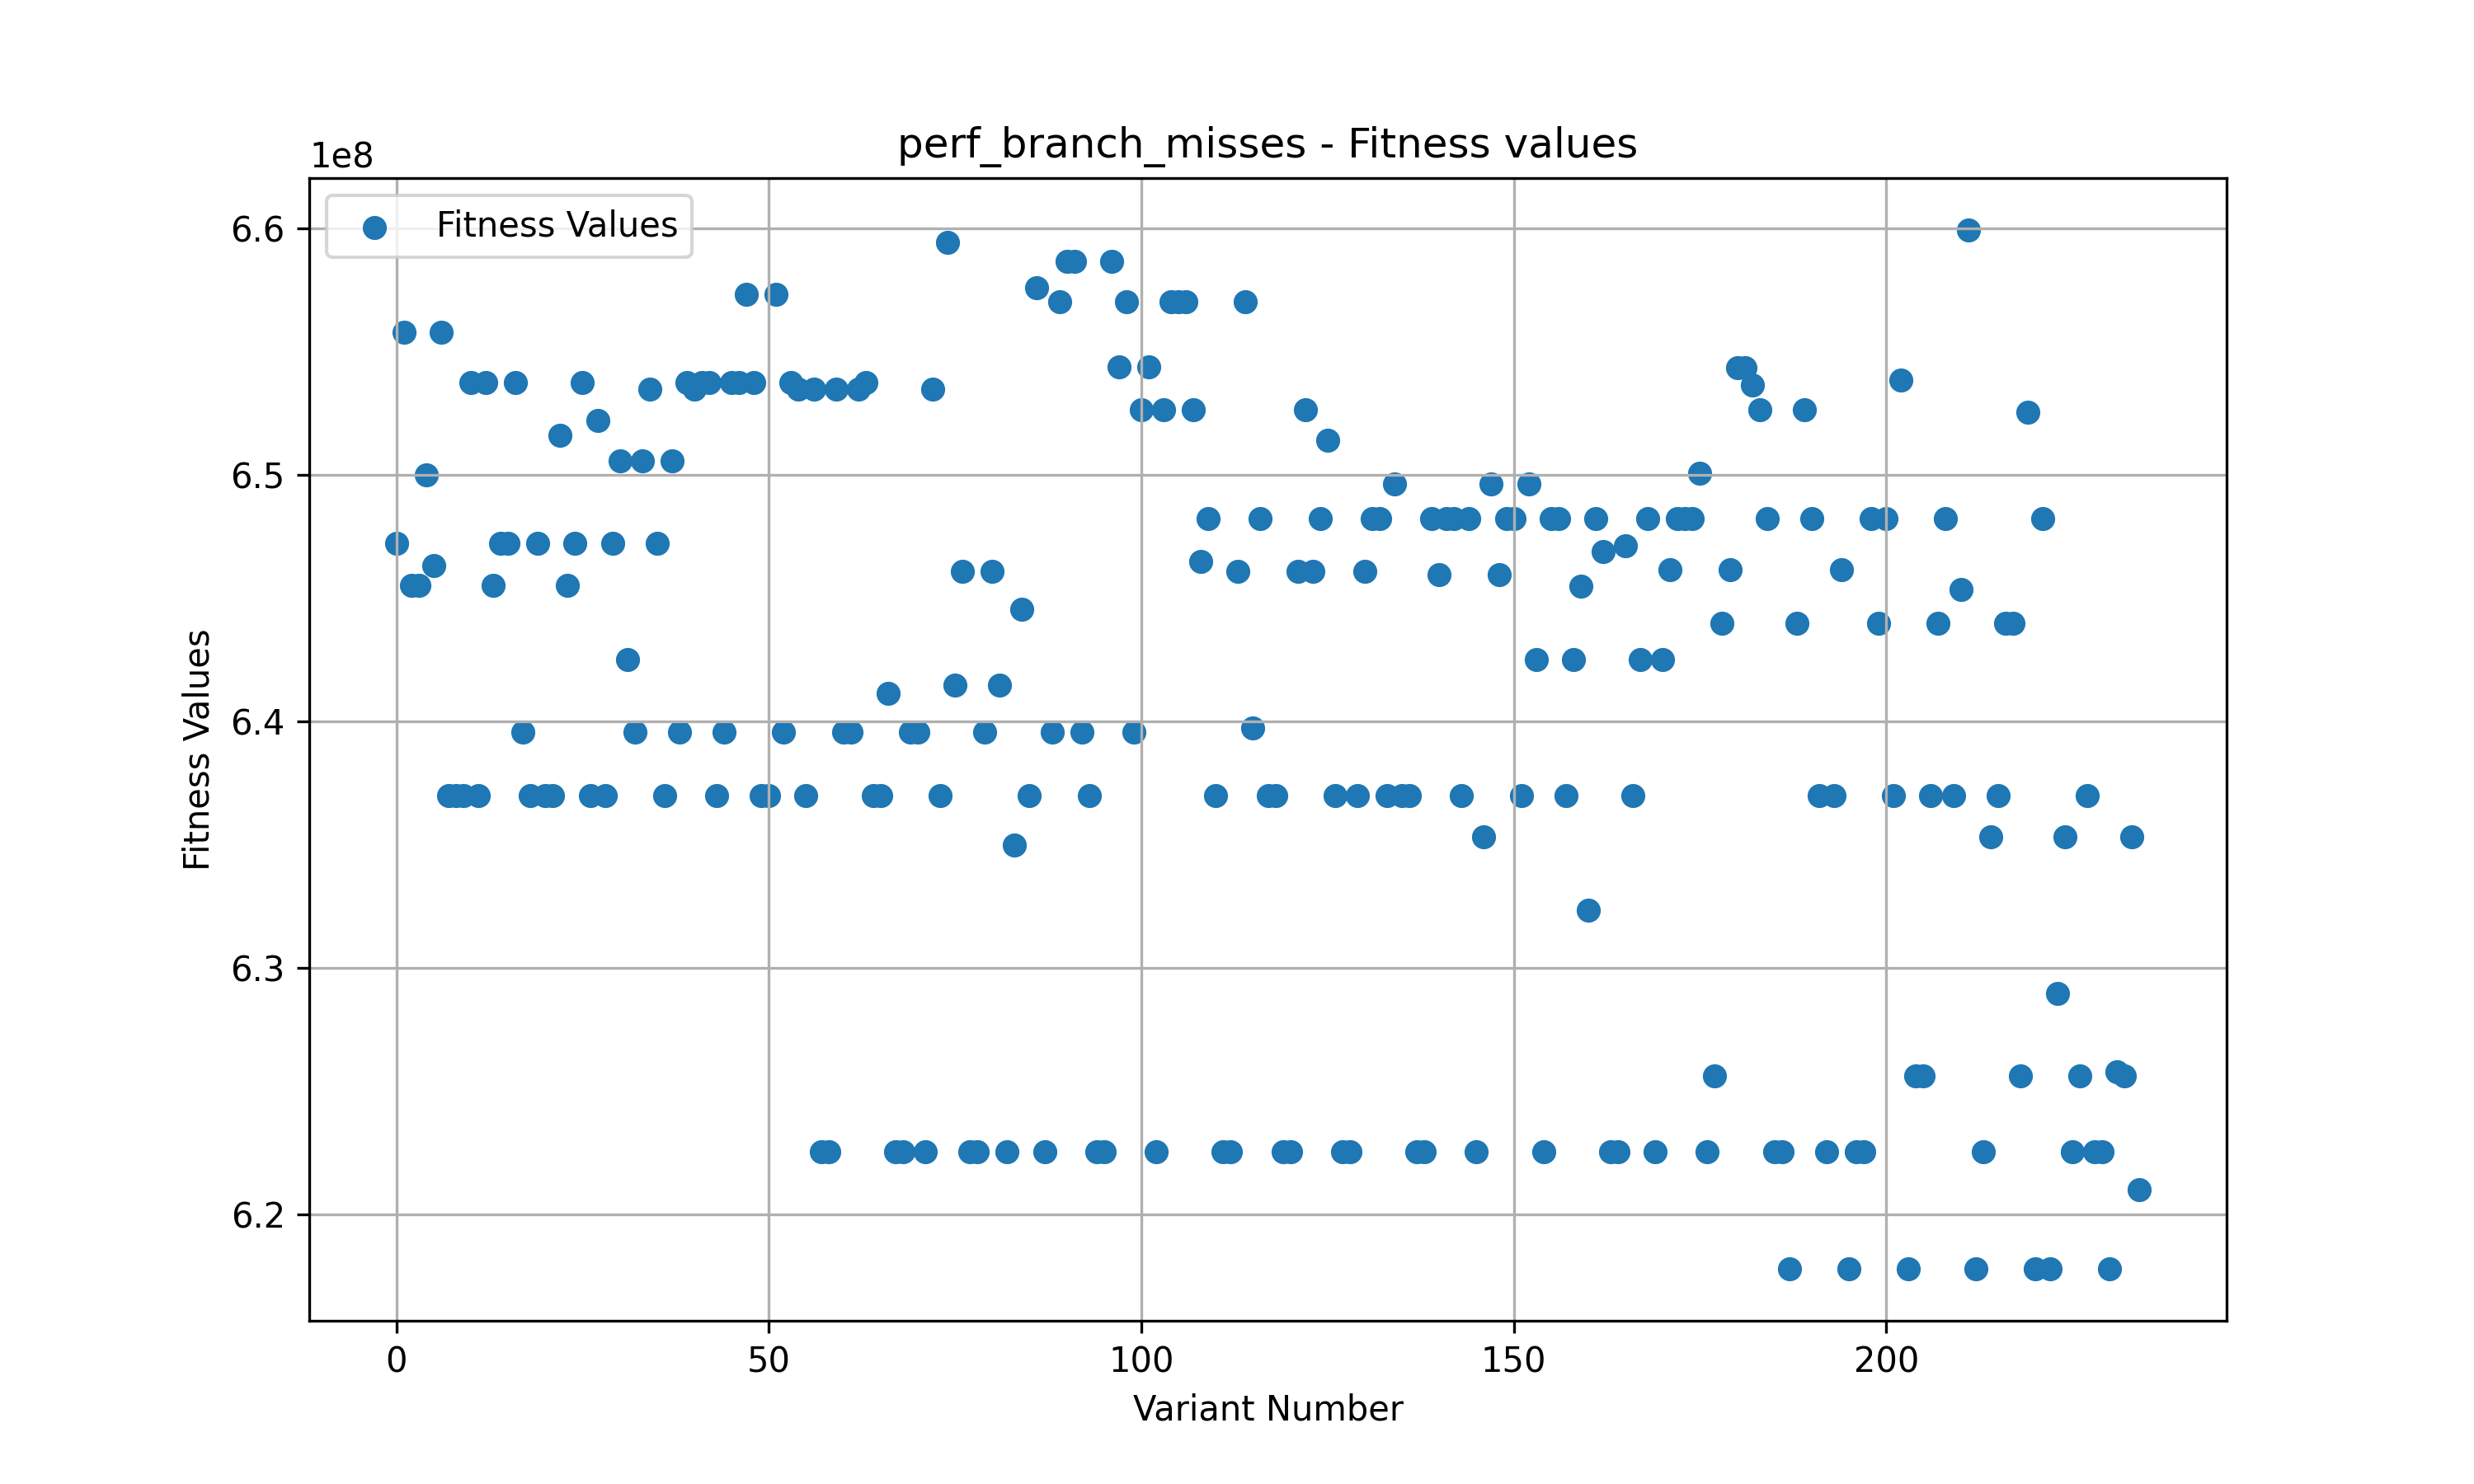 perf_branch_misses - Fitness values
1e8
Fitness Values
6.6
6.5
6.4
6.3
6.2
Fitness Values
0 50 100 150 200
Variant Number